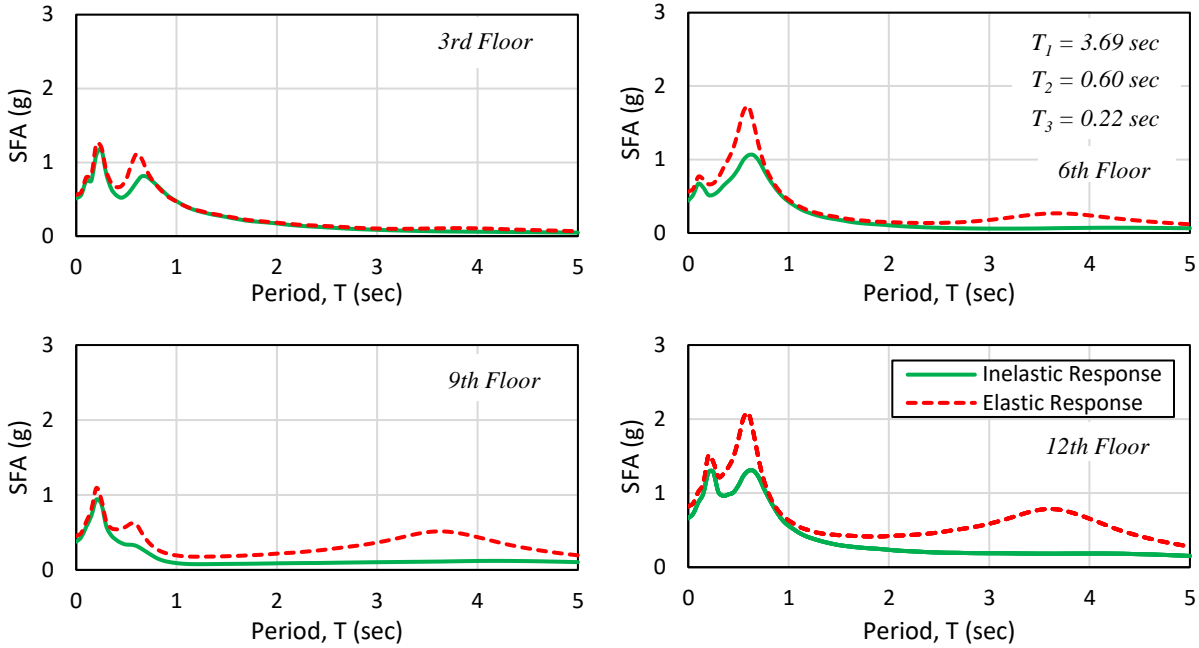 3
3rd Floor
2
SFA (g)
1
0
0 1 2 3 4 5
Period, T (sec)
3
T1 = 3.69 sec
2
T2 = 0.60 sec
SFA (g)
T3 = 0.22 sec
1
6th Floor
0
0 1 2 3 4 5
Period, T (sec)
3
9th Floor
2
SFA (g)
1
0
0 1 2 3 4 5
Period, T (sec)
3
Inelastic Response
Elastic Response
2
12th Floor
SFA (g)
1
0
0 1 2 3 4 5
Period, T (sec)